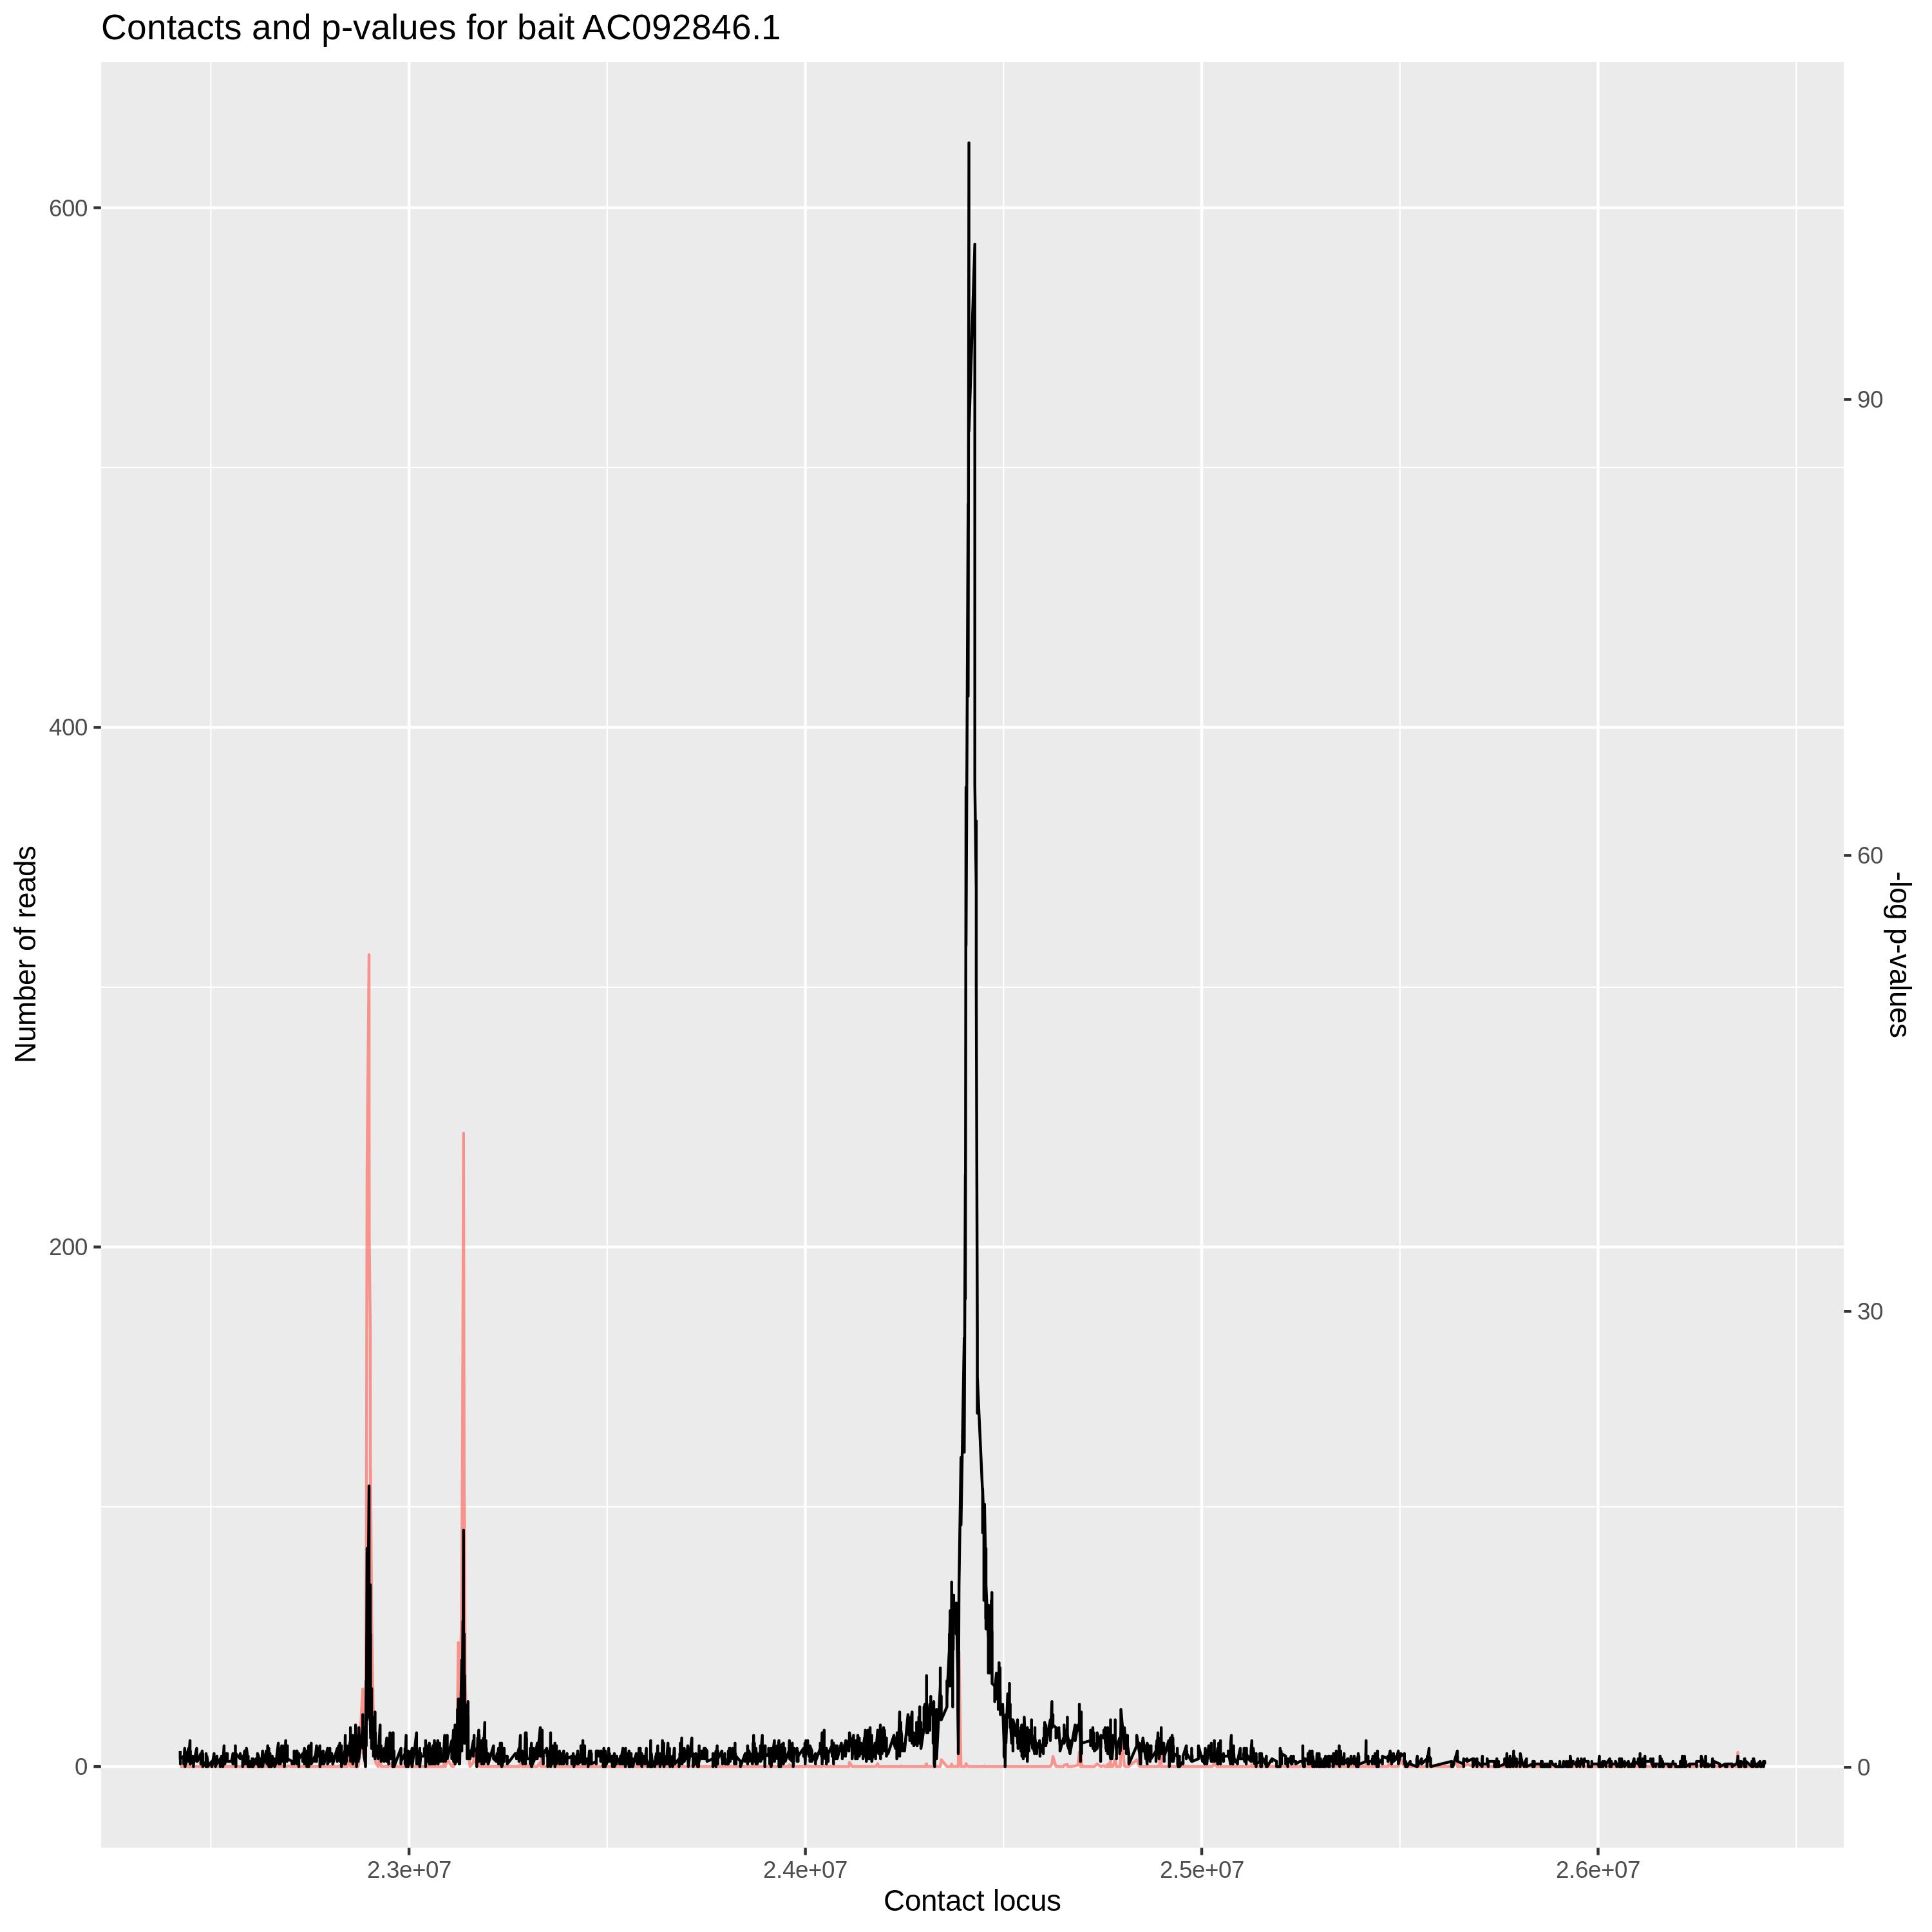 Contacts and p-values for bait AC092846.1
600
400
200
0
Number of reads
90
60
30
0
-log p-values
2.3e+07
2.4e+07
2.5e+07
2.6e+07
Contact locus